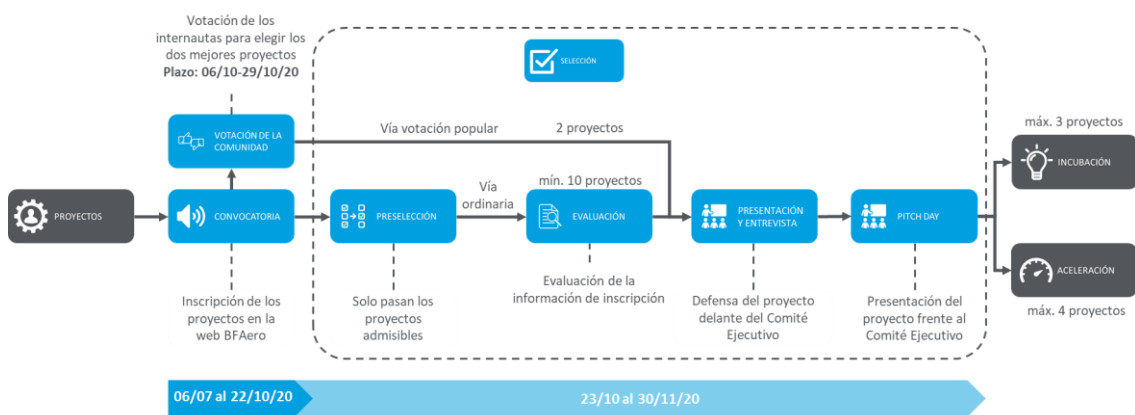 Votación de los
internautas para elegir los
dos mejores proyectos
Plazo: 06/10-29/10/20
SELECCIÓN
VOTACIÓN DE LA
COMUNIDAD
Vía votación popular
2 proyectos
máx. 3 proyectos
INCUBACIÓN
PROYECTOS
CONVOCATORIA
PRESELECCIÓN
Vía
ordinaria
mín. 10 proyectos
EVALUACIÓN
PRESENTACIÓN
Y ENTREVISTA
PITCH DAY
ACELERACIÓN
máx. 4 proyectos
Inscripción de los
proyectos en la
web BFAero
Solo pasan los
proyectos
admisibles
Evaluación de la
información de inscripción
Defensa del proyecto
delante del Comité
Ejecutivo
Presentación del
proyecto frente al
Comité Ejecutivo
06/07 al 22/10/20
23/10 al 30/11/20